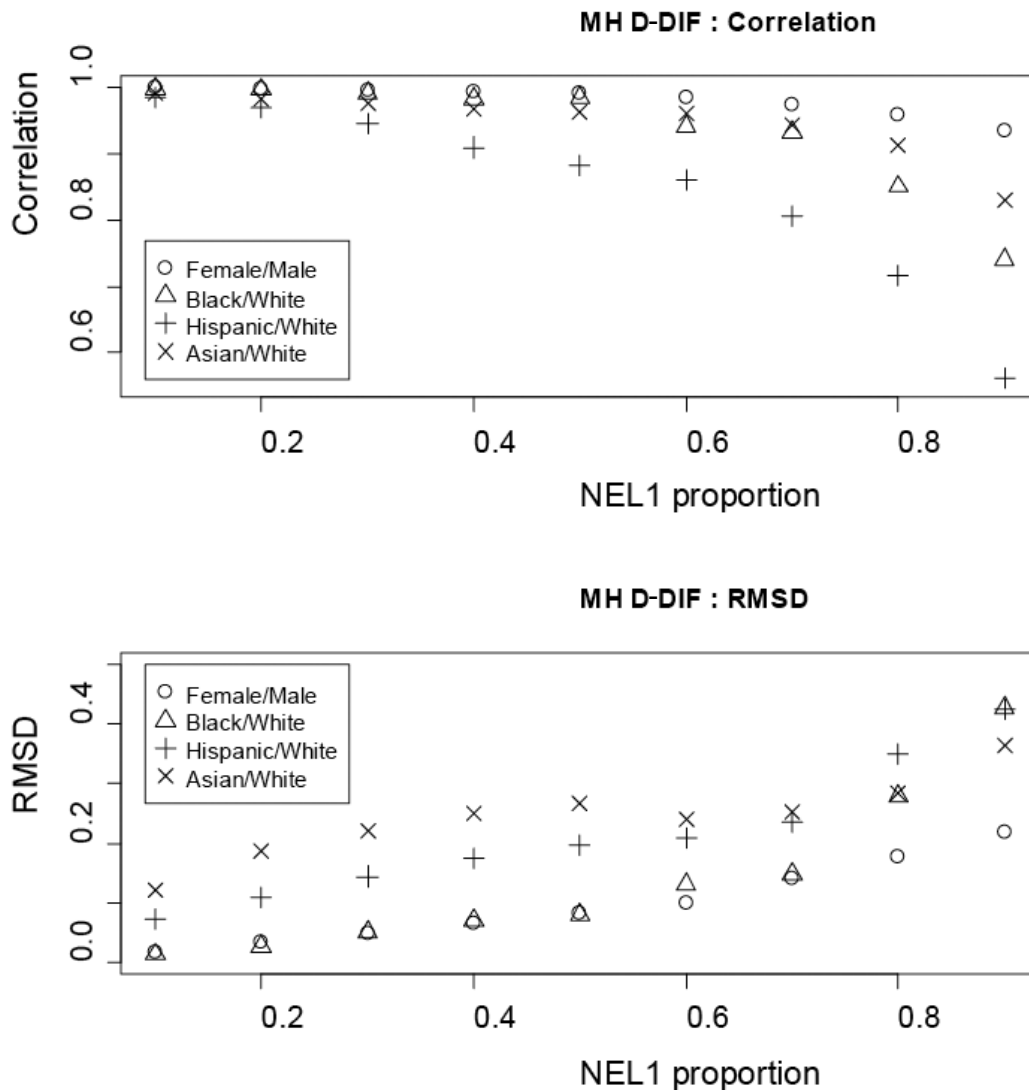 MH D-DIF : Correlation
Correlation
1.0
0.8
0.6
Female/Male
Black/White
Hispanic/White
Asian/White
0.2 0.4 0.6 0.8
NEL1 proportion
MH D-DIF : RMSD
RMSD
0.4
0.2
0.0
Female/Male
Black/White
Hispanic/White
Asian/White
0.2 0.4 0.6 0.8
NEL1 proportion